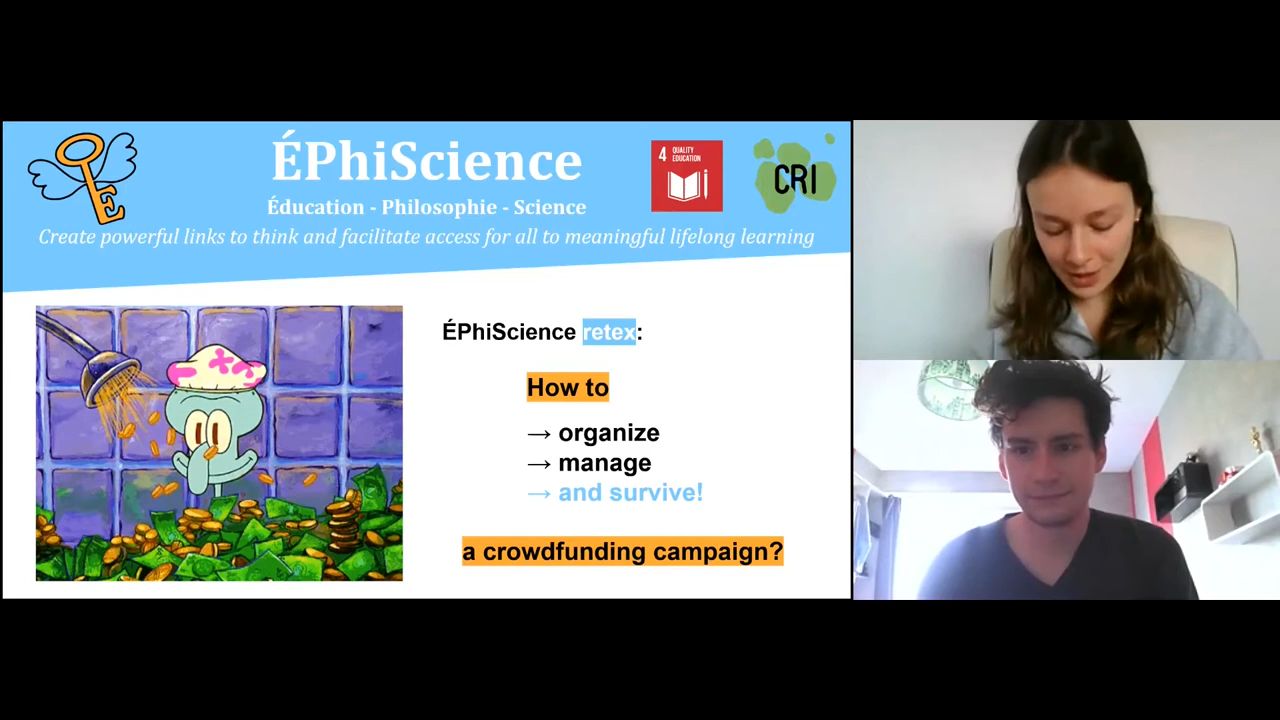 ÉPhiScience
Éducation - Philosophie - Science
Create powerful links to think and facilitate access for all to meaningful lifelong learning
4 QUALITY
EDUCATION
CRI
E
ÉPhiScience retex:
How to
→ organize
→ manage
→ and survive!
a crowdfunding campaign?